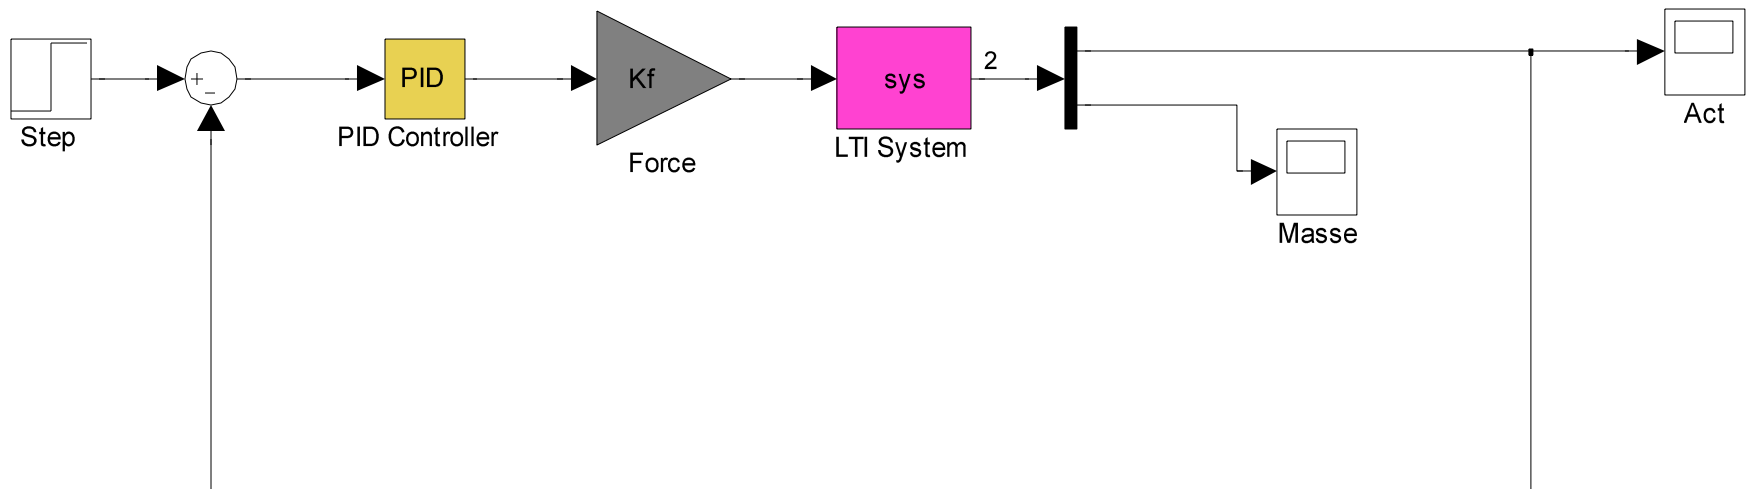 +
−
Step
PID
PID Controller
Kf
Force
sys
LTI System
2
Masse
Act